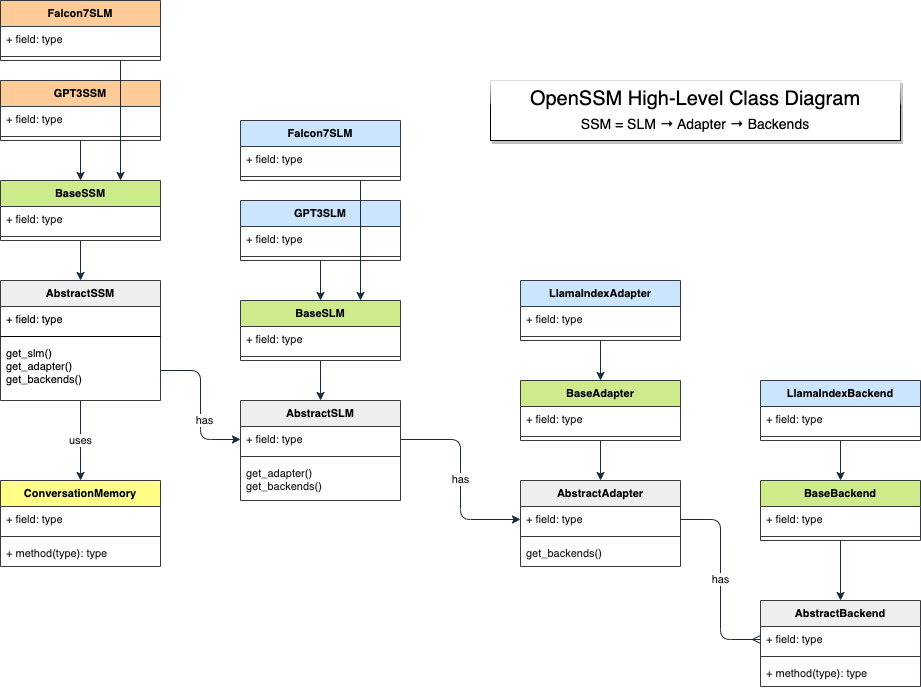 Falcon7SLM
+ field: type
GPT3SSM
+ field: type
BaseSSM
+ field: type
AbstractSSM
+ field: type
get_slm()
get_adapter()
get_backends()
uses
ConversationMemory
+ field: type
+ method(type): type
has
Falcon7SLM
+ field: type
GPT3SLM
+ field: type
BaseSLM
+ field: type
AbstractSLM
+ field: type
get_adapter()
get_backends()
has
OpenSSM High-Level Class Diagram
SSM = SLM → Adapter → Backends
LlamaIndexAdapter
+ field: type
BaseAdapter
+ field: type
AbstractAdapter
+ field: type
get_backends()
has
LlamaIndexBackend
+ field: type
BaseBackend
+ field: type
AbstractBackend
+ field: type
+ method(type): type